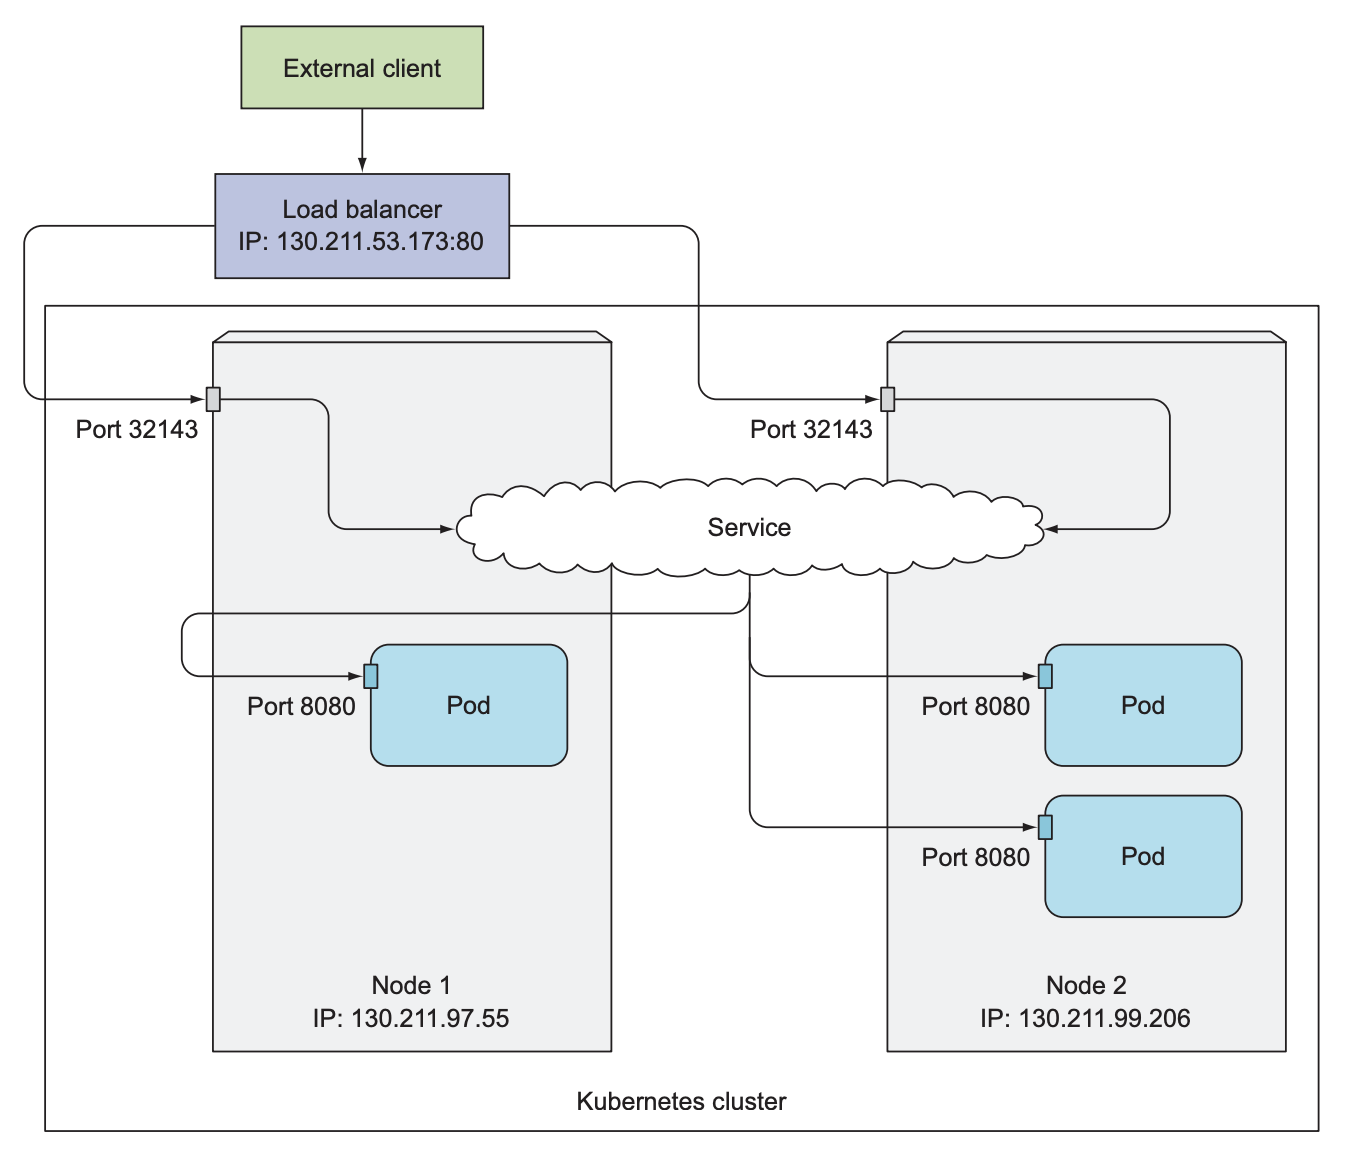 External client
Load balancer
IP: 130.211.53.173:80
Port 32143
Port 32143
Service
Port 8080
Pod
Port 8080
Pod
Port 8080
Pod
Node 1
IP: 130.211.97.55
Node 2
IP: 130.211.99.206
Kubernetes cluster